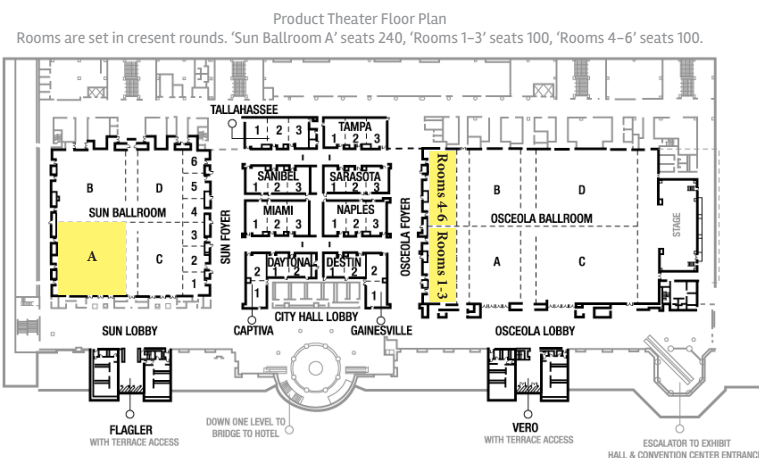 Product Theater Floor Plan
Rooms are set in cresent rounds. ‘Sun Ballroom A’ seats 240, ‘Rooms 1–3’ seats 100, ‘Rooms 4–6’ seats 100.
TALLAHASSEE
1 2 3
TAMPA
1 2 3
SANIBEL
1 2 3
SARASOTA
1 2 3
MIAMI
1 2 3
NAPLES
1 2 3
DAYTONA
1 2
DESTIN
1 2
2
1
2
1
CITY HALL LOBBY
CAPTIVA
GAINESVILLE
B
D
SUN BALLROOM
A
C
6
5
4
3
2
1
SUN FOYER
SUN LOBBY
OSCEOLA FOYER
Rooms 4-6
Rooms 1-3
B
D
OSCEOLA BALLROOM
A
C
STAGE
OSCEOLA LOBBY
FLAGLER
WITH TERRACE ACCESS
DOWN ONE LEVEL TO
BRIDGE TO HOTEL
VERO
WITH TERRACE ACCESS
ESCALATOR TO EXHIBIT
HALL & CONVENTION CENTER ENTRANCE